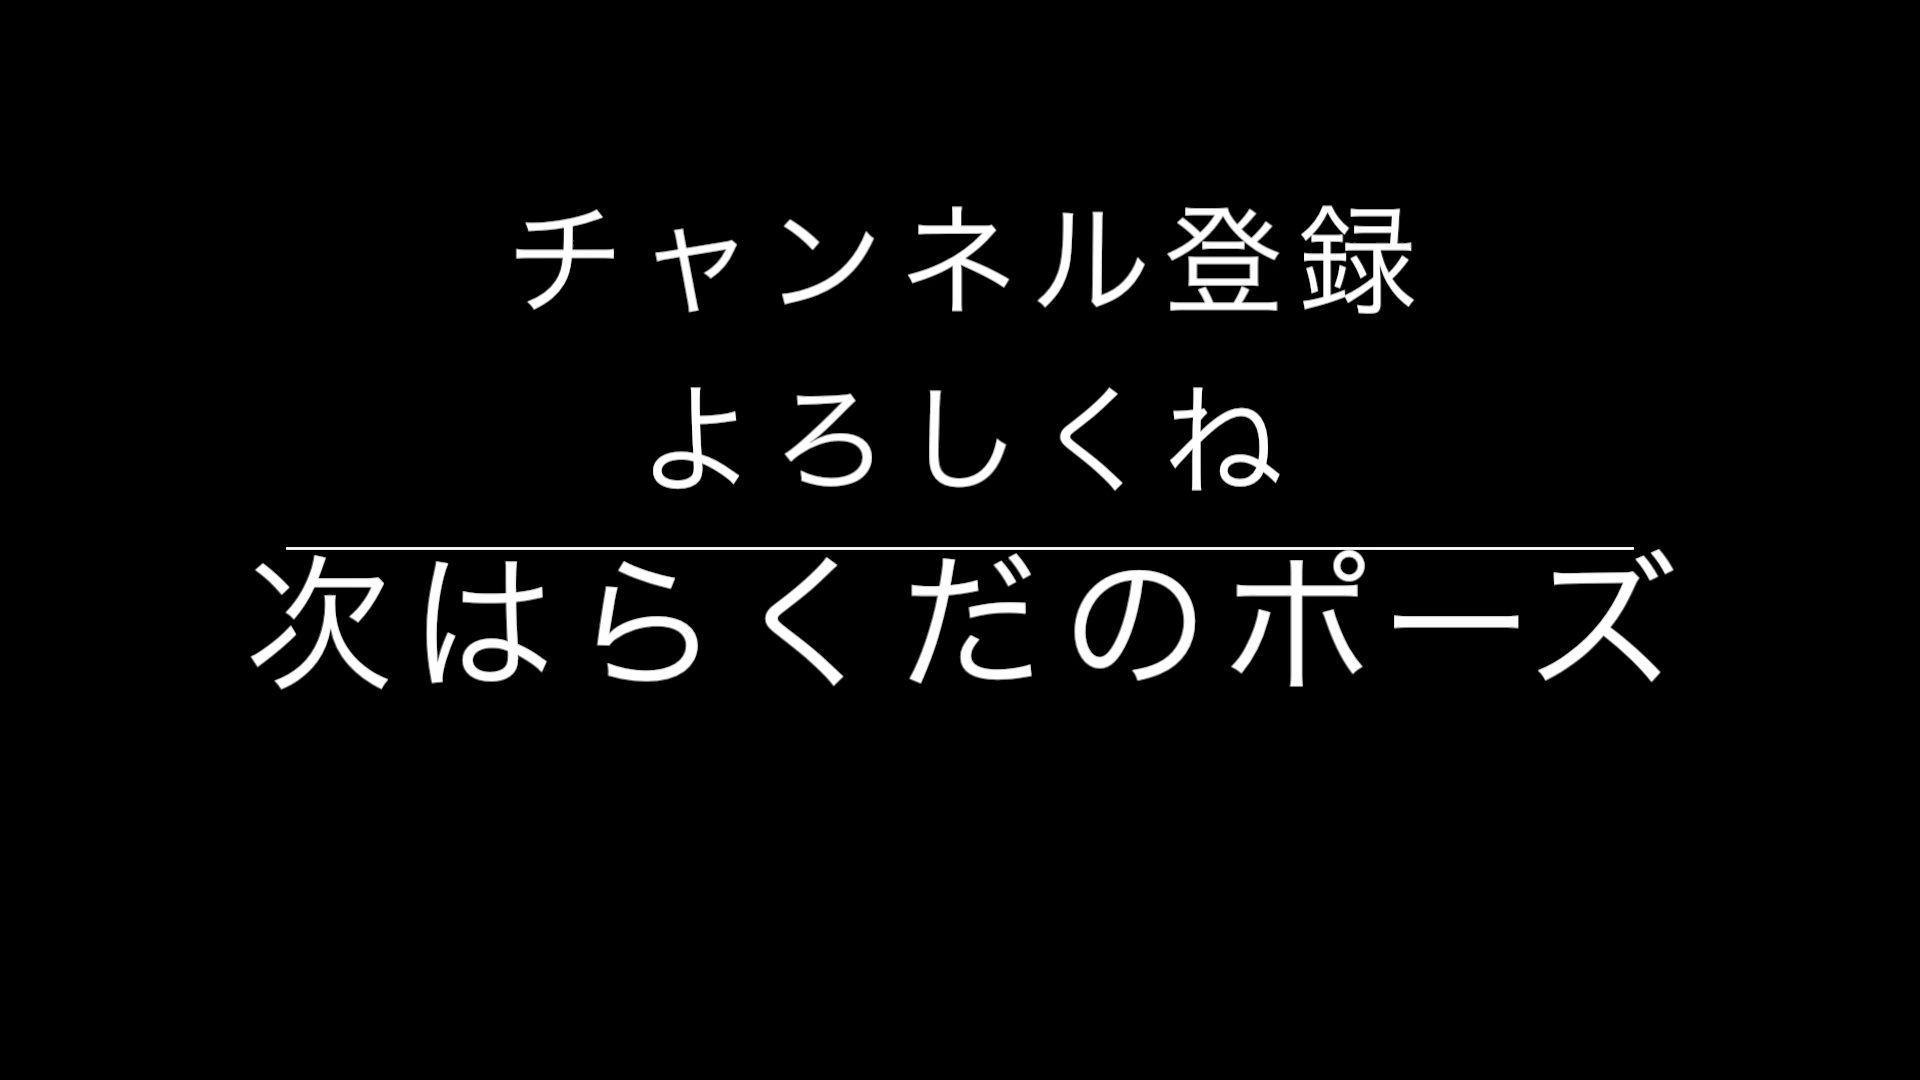 チャンネル登録
よろしくね
次はらくだのポーズ